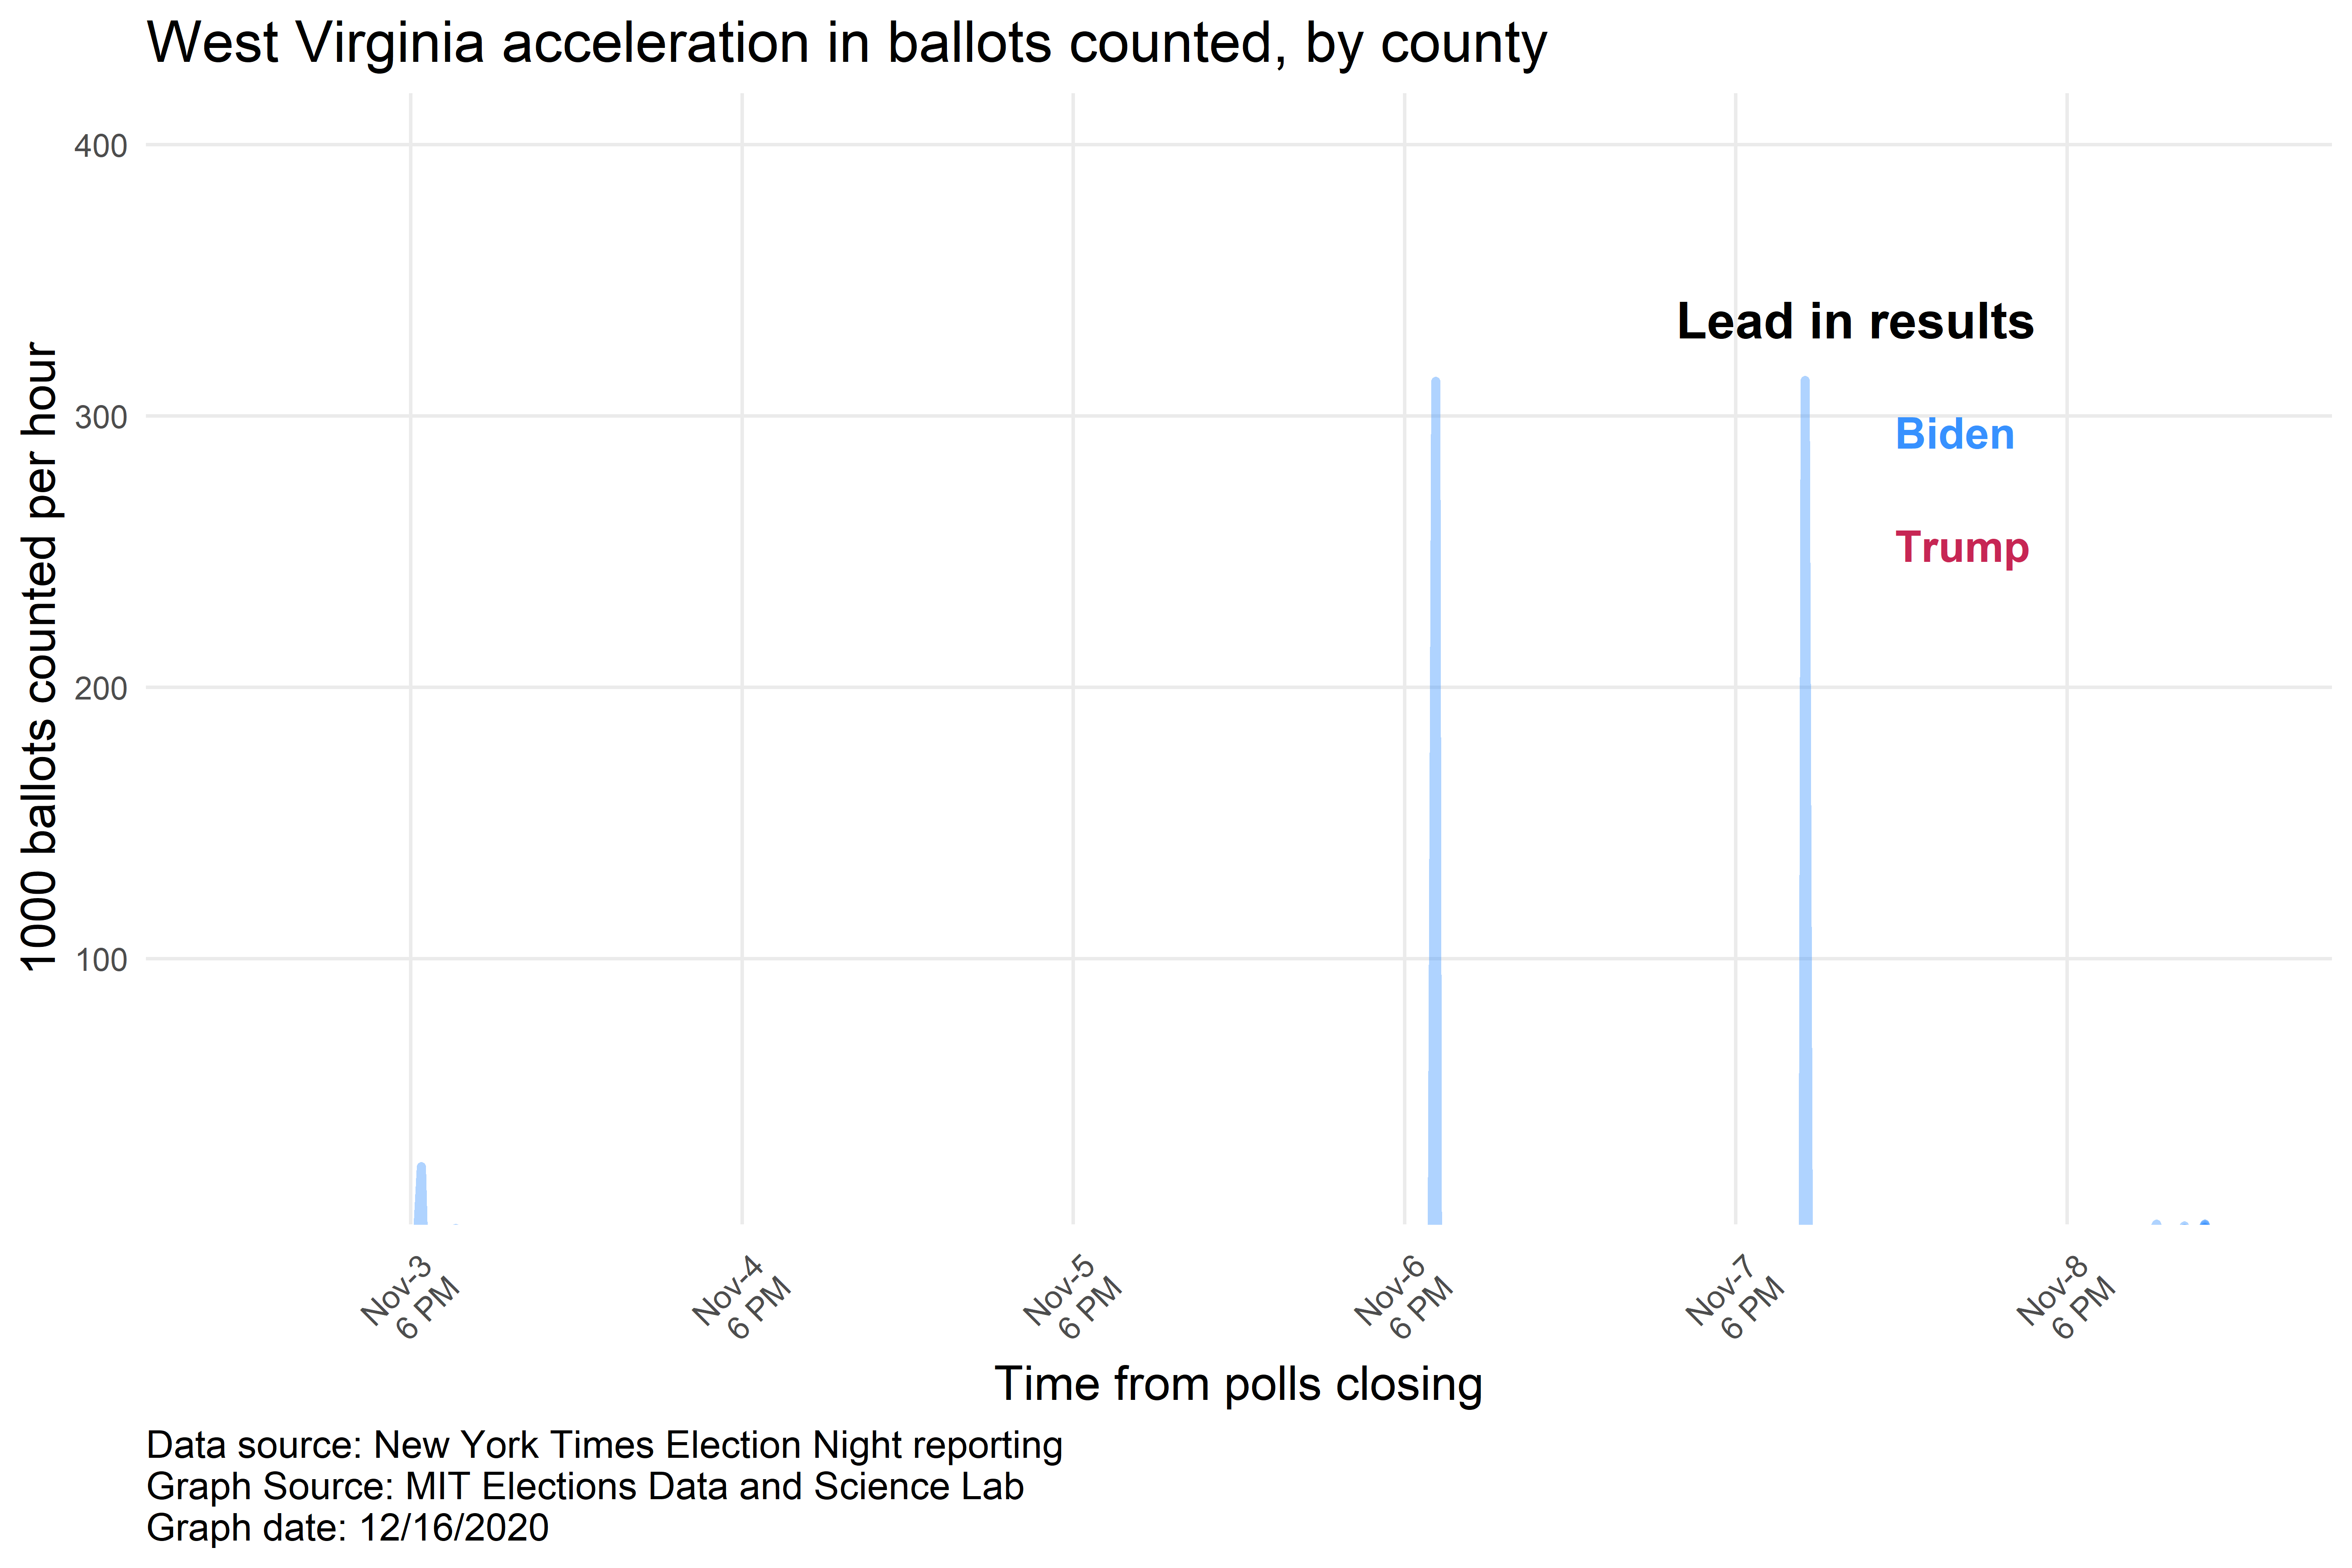 West Virginia acceleration in ballots counted, by county
1000 ballots counted per hour
400
300
200
100
Lead in results
Biden
Trump
Nov-3
6 PM
Nov-4
6 PM
Nov-5
6 PM
Nov-6
6 PM
Nov-7
6 PM
Nov-8
6 PM
Time from polls closing
Data source: New York Times Election Night reporting
Graph Source: MIT Elections Data and Science Lab
Graph date: 12/16/2020